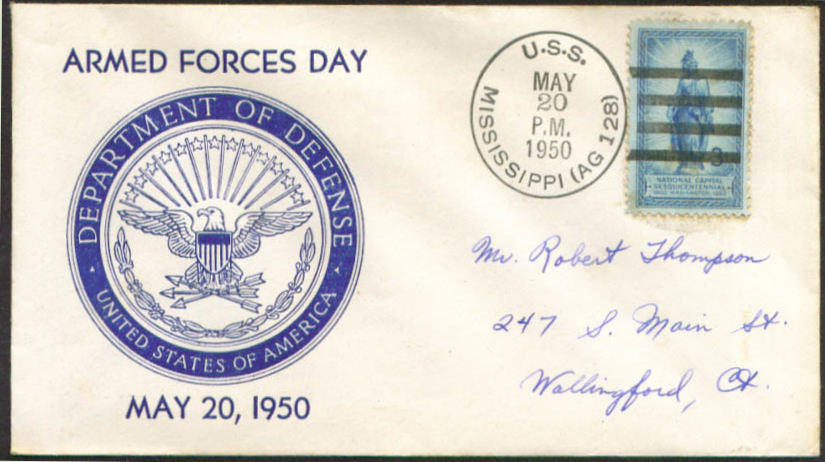 ARMED FORCES DAY
DEPARTMENT OF DEFENSE
UNITED STATES OF AMERICA
MAY 20, 1950
U.S.S.
MISSISSIPPI (AG 128)
MAY
20
P.M.
1950
3
NATIONAL CAPITAL
SESQUICENTENNIAL
WASHINGTON
Mr. Robert Thompson
247 S. Main St.
Wallingford, Ct.